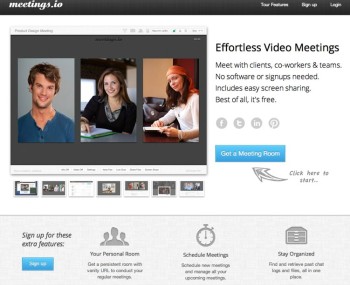 meetings.io
Tour Features
Sign up
Login
Product Design Meeting
Effortless Video Meetings
Meet with clients, co-workers & teams.
No software or signups needed.
Includes easy screen sharing.
Best of all, it's free.
Get a Meeting Room
Click here to
start...
Sign up for these
extra features:
Sign up
Your Personal Room
Get a persistent room with
vanity URL to conduct your
regular meetings.
Schedule Meetings
Schedule new meetings
and manage all your
upcoming meetings.
Stay Organized
Find and retrieve past chat
logs and files, all in one
place.